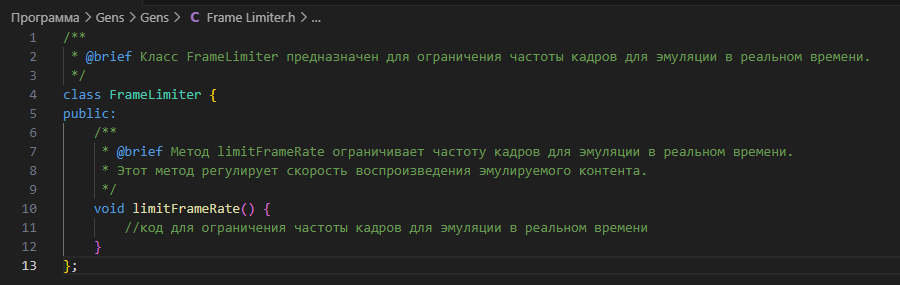 Программа > Gens > Gens > C Frame Limiter.h > ...
1 /**
2 * @brief Класс FrameLimiter предназначен для ограничения частоты кадров для эмуляции в реальном времени.
3 */
4 class FrameLimiter {
5 public:
6 /**
7 * @brief Метод limitFrameRate ограничивает частоту кадров для эмуляции в реальном времени.
8 * Этот метод регулирует скорость воспроизведения эмулируемого контента.
9 */
10 void limitFrameRate() {
11 //код для ограничения частоты кадров для эмуляции в реальном времени
12 }
13 };